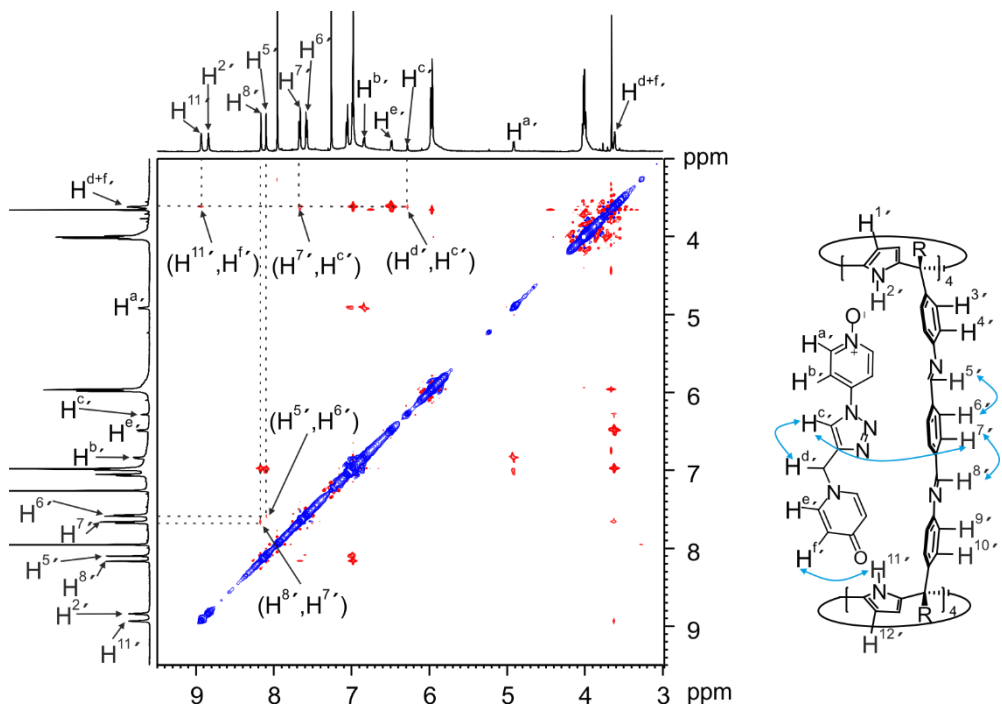 H11′ H2′ H8′ H5′ H7′ H6′ Hb′ He′ Hc′ Ha′ Hd+f′
ppm
Hd+f′
(H11′,Hf′) (H7′,Hc′) (Hd′,Hc′)
4
Ha′
5
Hc′
6
He′
Hb′
(H5′,H6′)
7
H6′
H7′
H5′
8
H8′
(H8′,H7′)
H2′
9
H11′
9 8 7 6 5 4 3 ppm
H1′
R
4
N
H2′
H3′
H4′
O−
Ha′ N+
N
Hb′
H5′
N
Hc′ N
N
H6′
H7′
Hd′
H8′
N
N
He′
Hf′
O
H9′
H10′
H11′
N
4
R
H12′